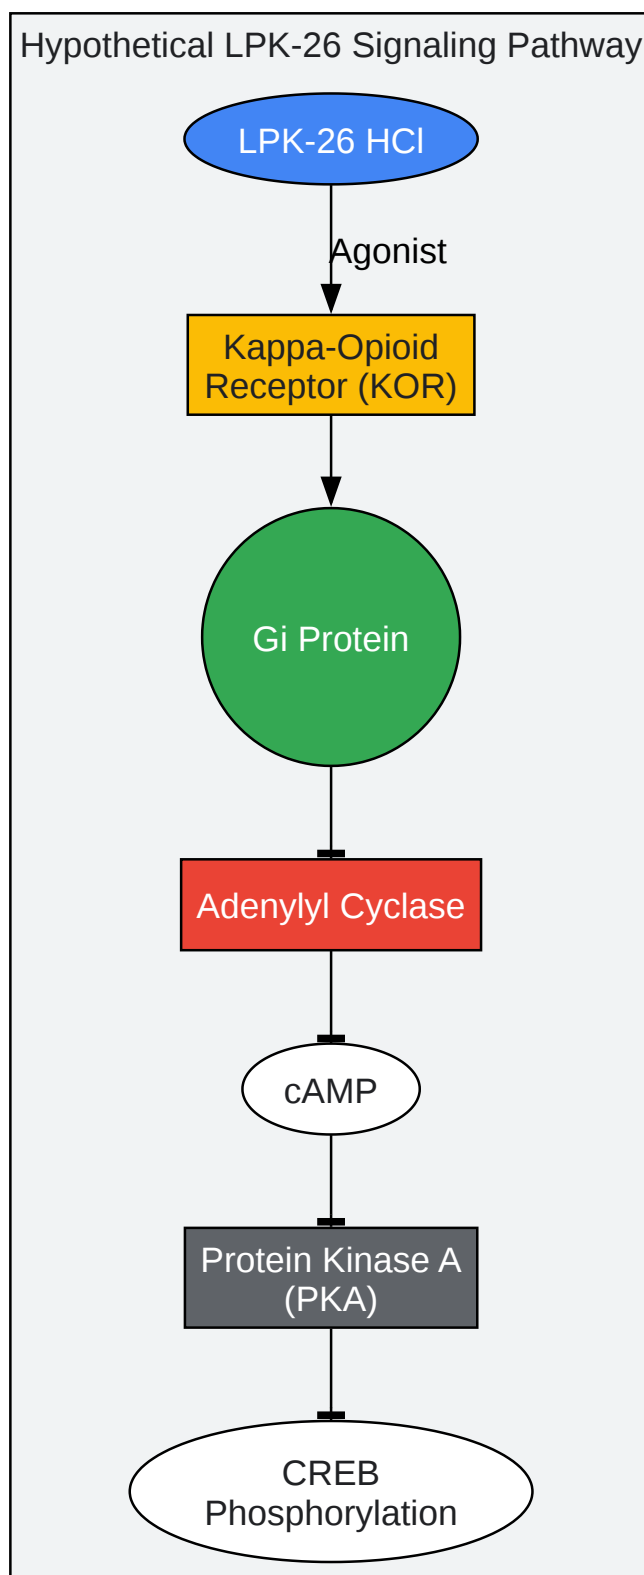 Hypothetical LPK-26 Signaling Pathway
LPK-26 HCl
Agonist
Kappa-Opioid
Receptor (KOR)
Gi Protein
Adenylyl Cyclase
cAMP
Protein Kinase A
(PKA)
CREB
Phosphorylation